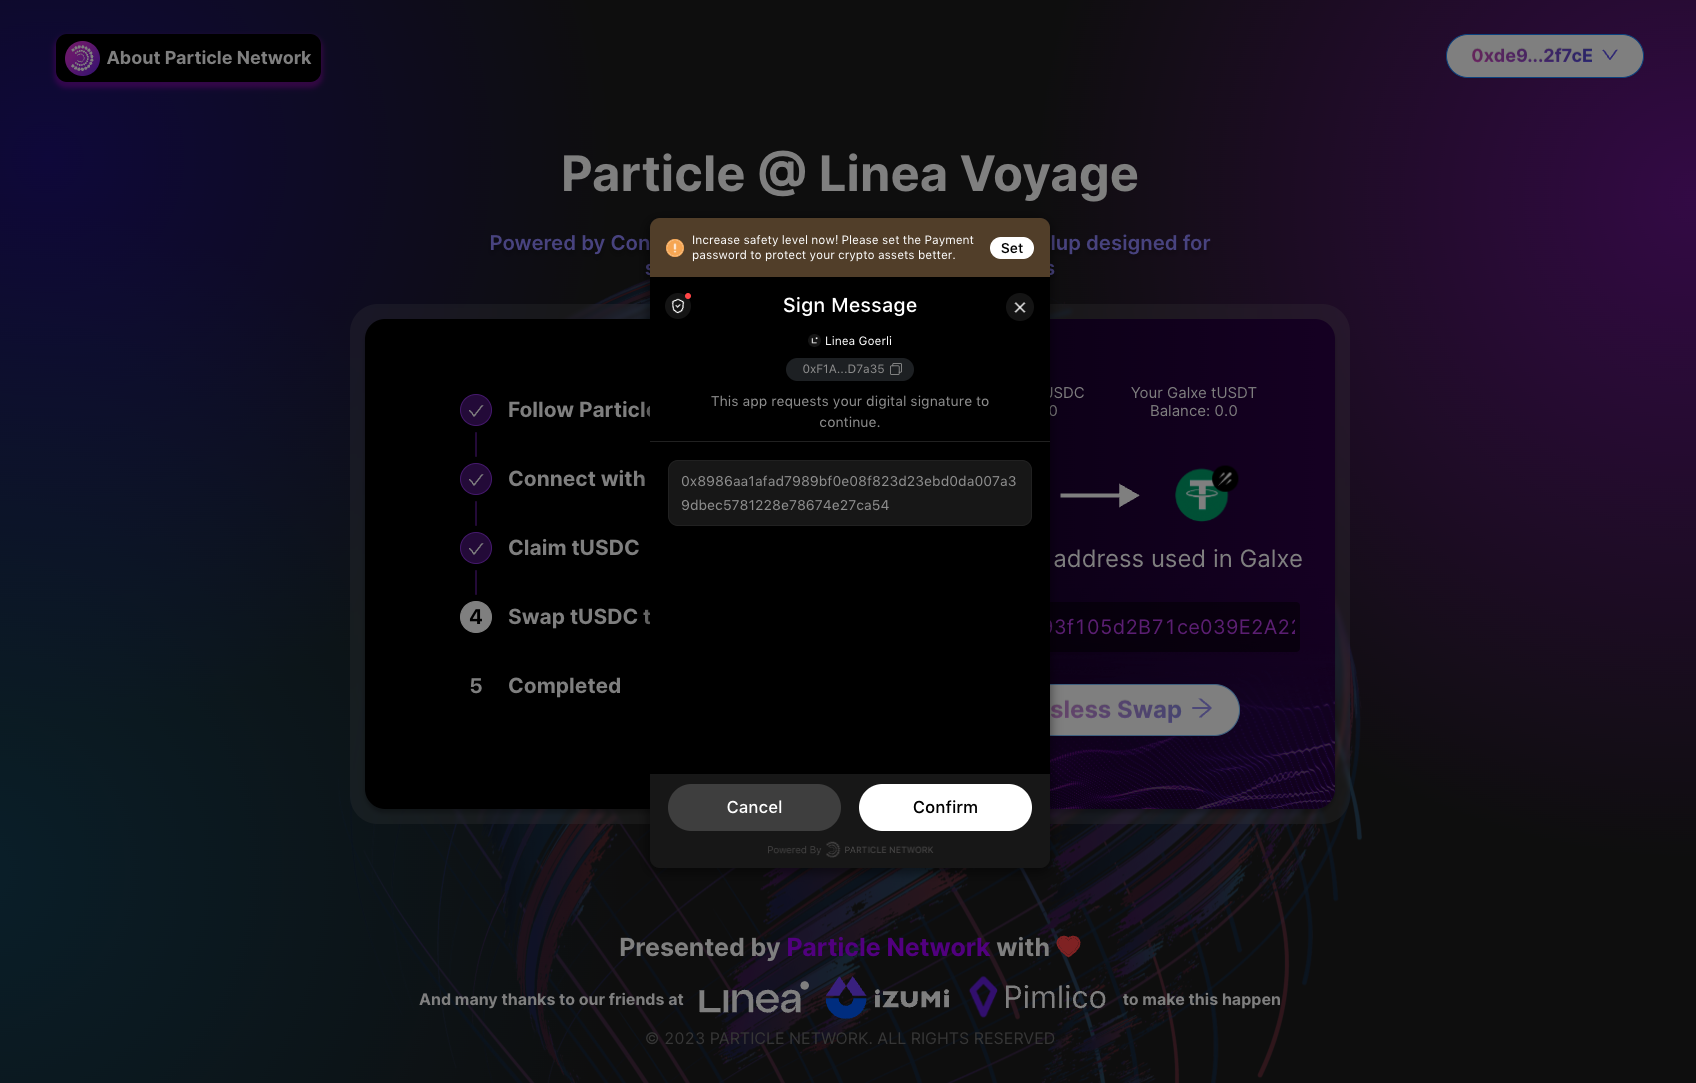 About Particle Network
0xde9...2f7cE
Particle @ Linea Voyage
Powered by Con
lup designed for
Increase safety level now! Please set the Payment
password to protect your crypto assets better.
Set
Sign Message
Linea Goerli
0xF1A...D7a35
This app requests your digital signature to
continue.
0x8986aa1afad7989bf0e08f823d23ebd0da007a3
9dbec5781228e78674e27ca54
Cancel
Confirm
Powered By PARTICLE NETWORK
Follow Particle
Connect with
Claim tUSDC
4 Swap tUSDC t
5 Completed
USDC
0
Your Galxe tUSDT
Balance: 0.0
address used in Galxe
3f105d2B71ce039E2A22
sless Swap
Presented by Particle Network with
And many thanks to our friends at Linea iZUMi Pimlico to make this happen
© 2023 PARTICLE NETWORK. ALL RIGHTS RESERVED